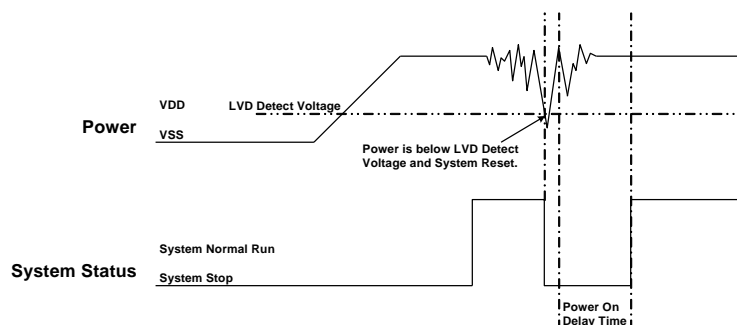 VDD
LVD Detect Voltage
Power
VSS
Power is below LVD Detect
Voltage and System Reset.
System Normal Run
System Status
System Stop
Power On
Delay Time